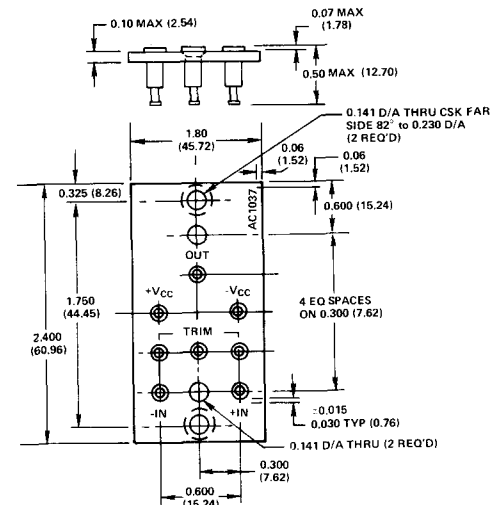 0.10 MAX (2.54)
0.07 MAX
(1.78)
0.50 MAX (12.70)
1.80
(45.72)
0.141 D/A THRU CSK FAR
SIDE 82° to 0.230 D/A
(2 REQ'D)
0.06
(1.52)
0.06
(1.52)
0.325 (8.26)
AC1037
0.600 (15.24)
OUT
+VCC
-VCC
1.750
(44.45)
4 EQ SPACES
ON 0.300 (7.62)
2.400
(60.96)
TRIM
-IN
+IN
±0.015
0.030 TYP (0.76)
0.141 D/A THRU (2 REQ'D)
0.300
(7.62)
0.600
(15.24)